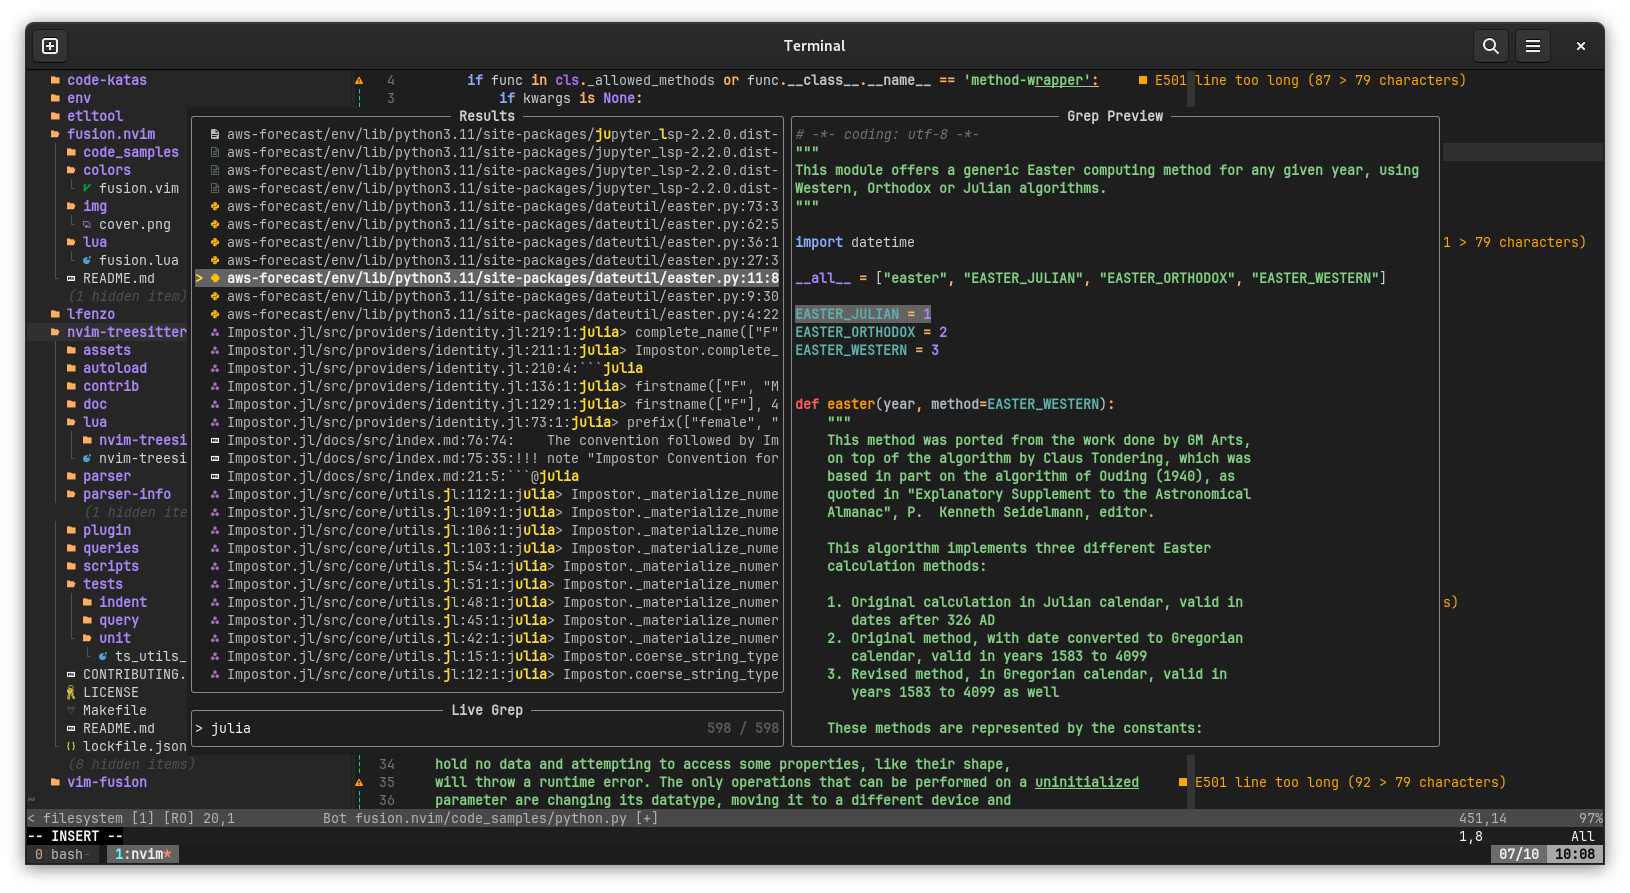 Terminal
code-katas
env
etltool
fusion.nvim
code_samples
colors
fusion.vim
img
cover.png
lua
fusion.lua
README.md
(1 hidden item)
lfenzo
nvim-treesitter
assets
autoload
contrib
doc
lua
nvim-treesi
nvim-treesi
parser
parser-info
(1 hidden ite
plugin
queries
scripts
tests
indent
query
unit
ts_utils_
CONTRIBUTING.
LICENSE
Makefile
README.md
lockfile.json
(8 hidden items)
vim-fusion
~
4 if func in cls._allowed_methods or func.__class__.__name__ == 'method-wrapper': E501 line too long (87 > 79 characters)
3 if kwargs is None:
Results
aws-forecast/env/lib/python3.11/site-packages/jupyter_lsp-2.2.0.dist-
aws-forecast/env/lib/python3.11/site-packages/jupyter_lsp-2.2.0.dist-
aws-forecast/env/lib/python3.11/site-packages/jupyter_lsp-2.2.0.dist-
aws-forecast/env/lib/python3.11/site-packages/jupyter_lsp-2.2.0.dist-
aws-forecast/env/lib/python3.11/site-packages/dateutil/easter.py:73:3
aws-forecast/env/lib/python3.11/site-packages/dateutil/easter.py:62:5
aws-forecast/env/lib/python3.11/site-packages/dateutil/easter.py:36:1
aws-forecast/env/lib/python3.11/site-packages/dateutil/easter.py:27:3
> aws-forecast/env/lib/python3.11/site-packages/dateutil/easter.py:11:8
aws-forecast/env/lib/python3.11/site-packages/dateutil/easter.py:9:30
aws-forecast/env/lib/python3.11/site-packages/dateutil/easter.py:4:22
Impostor.jl/src/providers/identity.jl:219:1:julia> complete_name(["F"
Impostor.jl/src/providers/identity.jl:211:1:julia> Impostor.complete_
Impostor.jl/src/providers/identity.jl:210:4:```julia
Impostor.jl/src/providers/identity.jl:136:1:julia> firstname(["F", "M
Impostor.jl/src/providers/identity.jl:129:1:julia> firstname(["F"], 4
Impostor.jl/src/providers/identity.jl:73:1:julia> prefix(["female", "
Impostor.jl/docs/src/index.md:76:74:    The convention followed by Im
Impostor.jl/docs/src/index.md:75:35:!!! note "Impostor Convention for
Impostor.jl/docs/src/index.md:21:5:```@julia
Impostor.jl/src/core/utils.jl:112:1:julia> Impostor._materialize_nume
Impostor.jl/src/core/utils.jl:109:1:julia> Impostor._materialize_nume
Impostor.jl/src/core/utils.jl:106:1:julia> Impostor._materialize_nume
Impostor.jl/src/core/utils.jl:103:1:julia> Impostor._materialize_nume
Impostor.jl/src/core/utils.jl:54:1:julia> Impostor._materialize_numer
Impostor.jl/src/core/utils.jl:51:1:julia> Impostor._materialize_numer
Impostor.jl/src/core/utils.jl:48:1:julia> Impostor._materialize_numer
Impostor.jl/src/core/utils.jl:45:1:julia> Impostor._materialize_numer
Impostor.jl/src/core/utils.jl:42:1:julia> Impostor._materialize_numer
Impostor.jl/src/core/utils.jl:15:1:julia> Impostor.coerse_string_type
Impostor.jl/src/core/utils.jl:12:1:julia> Impostor.coerse_string_type
Live Grep
> julia 598 / 598
Grep Preview
# -*- coding: utf-8 -*-
"""
This module offers a generic Easter computing method for any given year, using
Western, Orthodox or Julian algorithms.
"""
import datetime
__all__ = ["easter", "EASTER_JULIAN", "EASTER_ORTHODOX", "EASTER_WESTERN"]
EASTER_JULIAN = 1
EASTER_ORTHODOX = 2
EASTER_WESTERN = 3
def easter(year, method=EASTER_WESTERN):
"""
This method was ported from the work done by GM Arts,
on top of the algorithm by Claus Tondering, which was
based in part on the algorithm of Ouding (1940), as
quoted in "Explanatory Supplement to the Astronomical
Almanac", P.  Kenneth Seidelmann, editor.
This algorithm implements three different Easter
calculation methods:
1. Original calculation in Julian calendar, valid in
dates after 326 AD
2. Original method, with date converted to Gregorian
calendar, valid in years 1583 to 4099
3. Revised method, in Gregorian calendar, valid in
years 1583 to 4099 as well
These methods are represented by the constants:
1 > 79 characters)
s)
34 hold no data and attempting to access some properties, like their shape,
35 will throw a runtime error. The only operations that can be performed on a uninitialized E501 line too long (92 > 79 characters)
36 parameter are changing its datatype, moving it to a different device and
< filesystem [1] [RO] 20,1 Bot fusion.nvim/code_samples/python.py [+] 451,14 97%
-- INSERT -- 1,8 All
0 bash- 1:nvim* 07/10 10:08